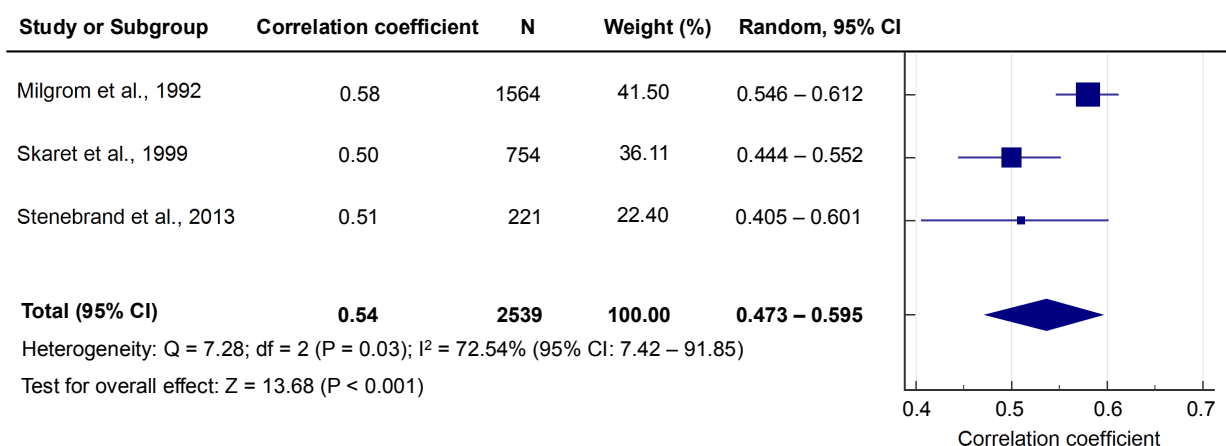 Study or Subgroup Correlation coefficient N Weight (%) Random, 95% CI
Milgrom et al., 1992 0.58 1564 41.50 0.546 – 0.612
Skaret et al., 1999 0.50 754 36.11 0.444 – 0.552
Stenebrand et al., 2013 0.51 221 22.40 0.405 – 0.601
Total (95% CI) 0.54 2539 100.00 0.473 – 0.595
Heterogeneity: Q = 7.28; df = 2 (P = 0.03); I² = 72.54% (95% CI: 7.42 – 91.85)
Test for overall effect: Z = 13.68 (P < 0.001)
0.4 0.5 0.6 0.7
Correlation coefficient